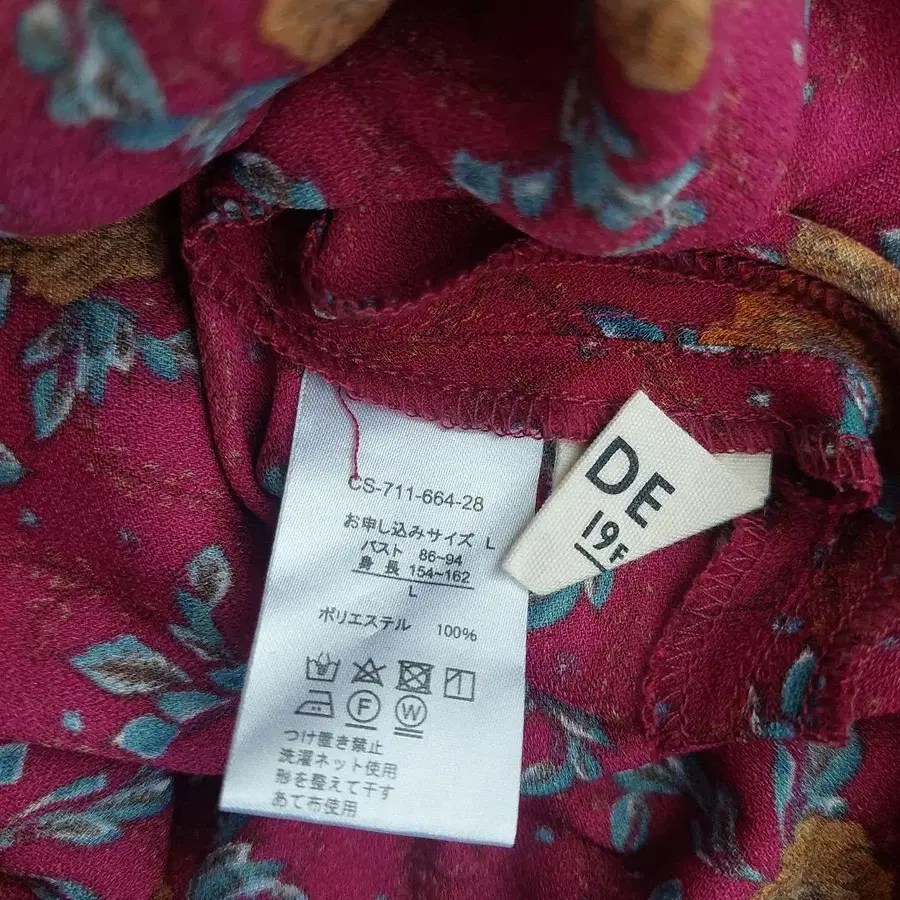 CS-711-664-28
お申し込みサイズ L
バスト 86~94
身長 154~162
L
ポリエステル 100%
F W
つけ置き禁止
洗濯ネット使用
形を整えて干す
あて布使用
DE
19F